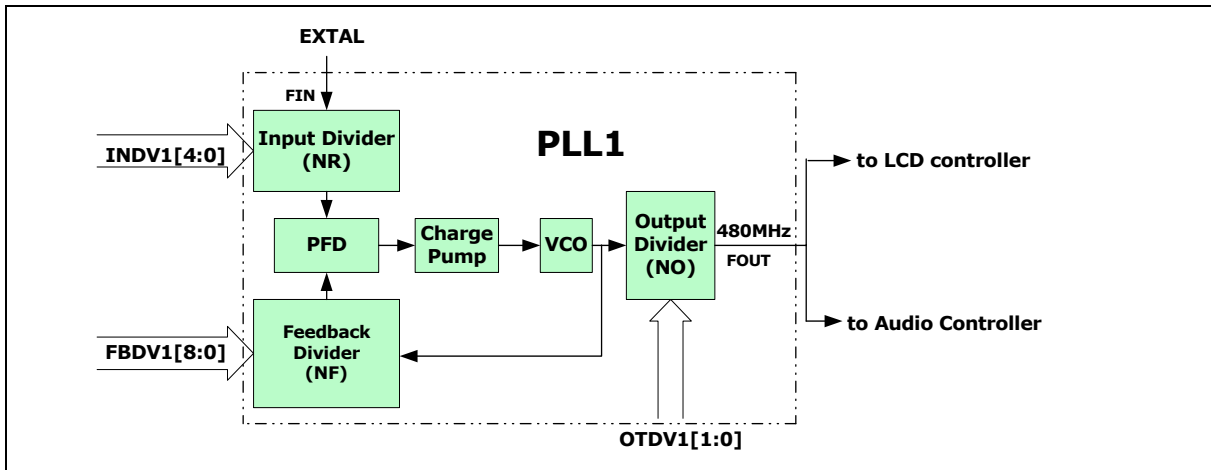 EXTAL
FIN
Input Divider
(NR)
INDV1[4:0]
PLL1
to LCD controller
PFD
Charge
Pump
VCO
Output
Divider
(NO)
480MHz
FOUT
Feedback
Divider
(NF)
FBDV1[8:0]
to Audio Controller
OTDV1[1:0]